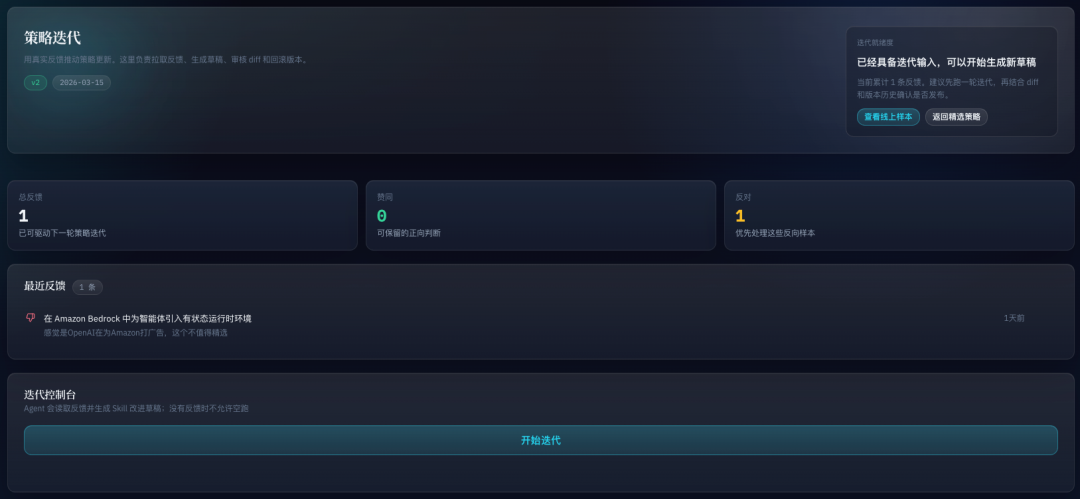 策略迭代
用真实反馈推动策略更新。这里负责拉取反馈、生成草稿、审核 diff 和回滚版本。
v2
2026-03-15
迭代就绪度
已经具备迭代输入，可以开始生成新草稿
当前累计 1 条反馈。建议先跑一轮迭代，再结合 diff
和版本历史确认是否发布。
查看线上样本
返回精选策略
总反馈
1
已可驱动下一轮策略迭代
赞同
0
可保留的正向判断
反对
1
优先处理这些反向样本
最近反馈
1 条
在 Amazon Bedrock 中为智能体引入有状态运行时环境
1天前
感觉是OpenAI在为Amazon打广告，这个不值得精选
迭代控制台
Agent 会读取反馈并生成 Skill 改进草稿；没有反馈时不允许空跑
开始迭代